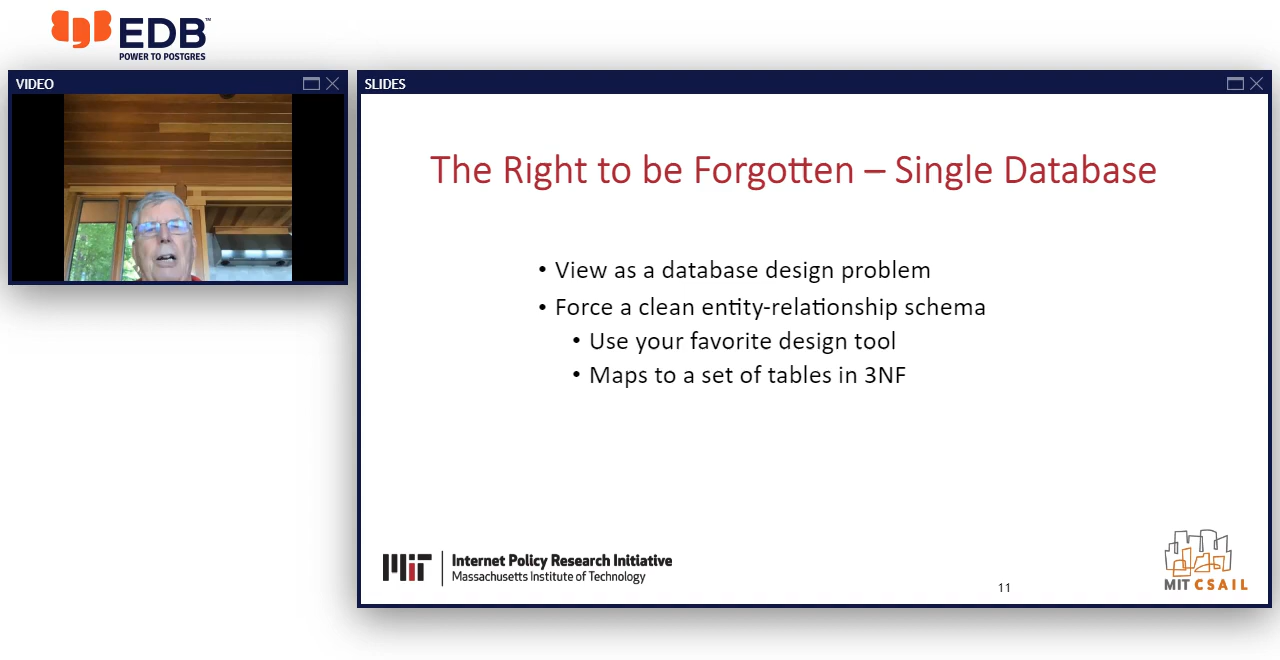 EDB™
POWER TO POSTGRES
VIDEO
SLIDES
The Right to be Forgotten – Single Database
• View as a database design problem
• Force a clean entity-relationship schema
• Use your favorite design tool
• Maps to a set of tables in 3NF
MIT
Internet Policy Research Initiative
Massachusetts Institute of Technology
11
MIT CSAIL